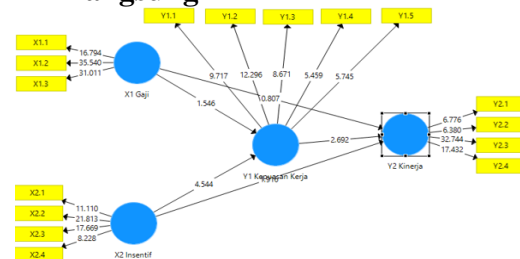 Y1.1 Y1.2 Y1.3 Y1.4 Y1.5
X1.1
X1.2
X1.3
16.794
35.540
31.011
X1 Gaji
9.717
12.296
8.671
5.459
5.745
0.807
1.546
2.692
Y1 Kepuasan Kerja
4.544
Y2 Kinerja
6.776
6.380
32.744
17.432
Y2.1
Y2.2
Y2.3
Y2.4
X2.1
X2.2
X2.3
X2.4
11.110
21.813
17.669
8.228
X2 Insentif